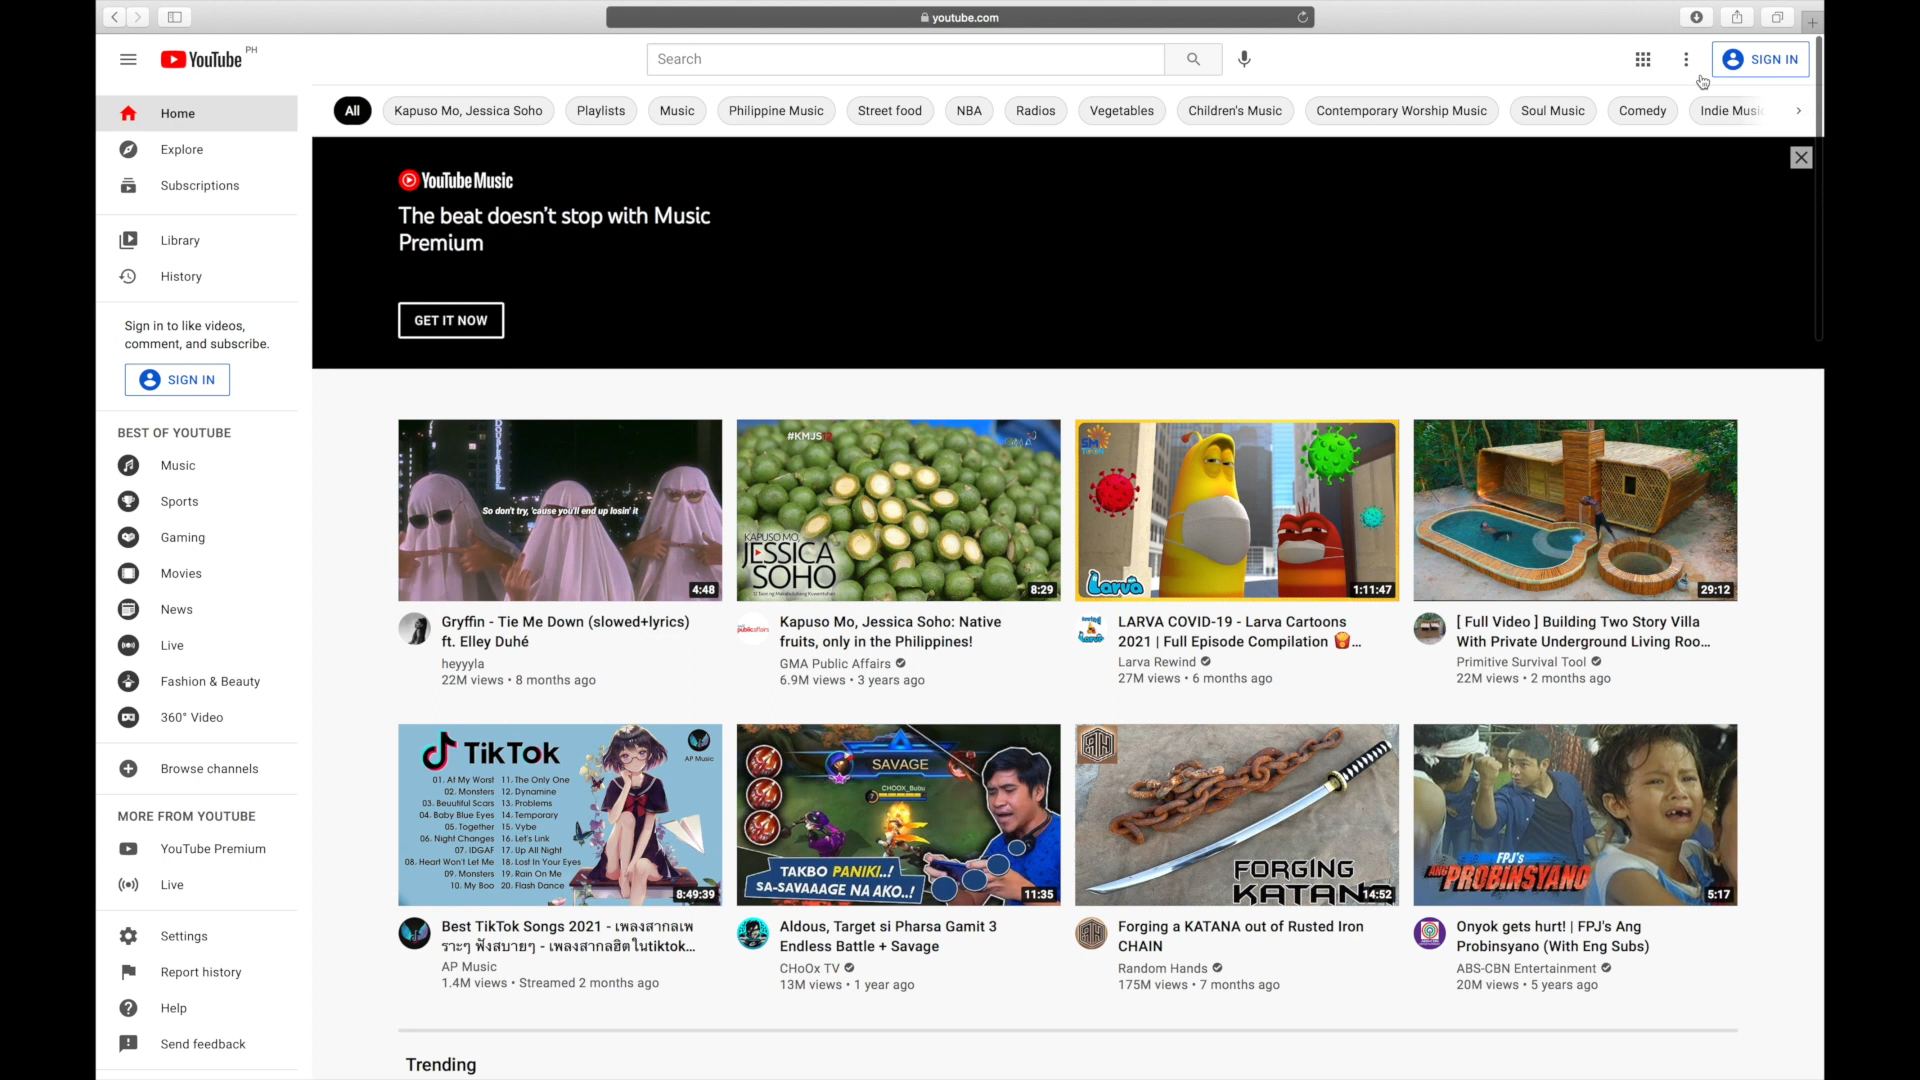 youtube.com
YouTube PH
Search
SIGN IN
Home
Explore
Subscriptions
Library
History
Sign in to like videos,
comment, and subscribe.
SIGN IN
BEST OF YOUTUBE
Music
Sports
Gaming
Movies
News
Live
Fashion & Beauty
360° Video
Browse channels
MORE FROM YOUTUBE
YouTube Premium
Live
Settings
Report history
Help
Send feedback
All
Kapuso Mo, Jessica Soho
Playlists
Music
Philippine Music
Street food
NBA
Radios
Vegetables
Children's Music
Contemporary Worship Music
Soul Music
Comedy
Indie Music
YouTube Music
The beat doesn't stop with Music
Premium
GET IT NOW
So don't try, 'cause you'll end up losin' it
4:48
Gryffin - Tie Me Down (slowed+lyrics)
ft. Elley Duhé
heyyyla
22M views • 8 months ago
#KMJS
KAPUSO MO,
JESSICA
SOHO
8:29
Kapuso Mo, Jessica Soho: Native
fruits, only in the Philippines!
GMA Public Affairs
6.9M views • 3 years ago
SM
TOON
Larva
1:11:47
LARVA COVID-19 - Larva Cartoons
2021 | Full Episode Compilation 🍟...
Larva Rewind
27M views • 6 months ago
29:12
[ Full Video ] Building Two Story Villa
With Private Underground Living Roo...
Primitive Survival Tool
22M views • 2 months ago
TikTok
AP Music
01. At My Worst 11. The Only One
02. Monsters 12. Dynamine
03. Beuutiful Scars 13. Problems
04. Baby Blue Eyes 14. Temporary
05. Together 15. Vybe
06. Night Changes 16. Let's Link
07. IDGAF 17. Up All Night
08. Heart Won't Let Me 18. Lost In Your Eyes
09. Monsters 19. Rain On Me
10. My Boo 20. Flash Dance
8:49:39
Best TikTok Songs 2021 - เพลงสากลเพ
ราะๆ ฟังสบายๆ - เพลงสากลฮิตในtiktok...
AP Music
1.4M views • Streamed 2 months ago
SAVAGE
CHOOX_Bubu
7
TAKBO PANIKI..!
SA-SAVAAAGE NA AKO..!
11:35
Aldous, Target si Pharsa Gamit 3
Endless Battle + Savage
CHoOx TV
13M views • 1 year ago
FORGING
KATAN
14:52
Forging a KATANA out of Rusted Iron
CHAIN
Random Hands
175M views • 7 months ago
FPJ's
ANG PROBINSYANO
5:17
Onyok gets hurt! | FPJ's Ang
Probinsyano (With Eng Subs)
ABS-CBN Entertainment
20M views • 5 years ago
Trending